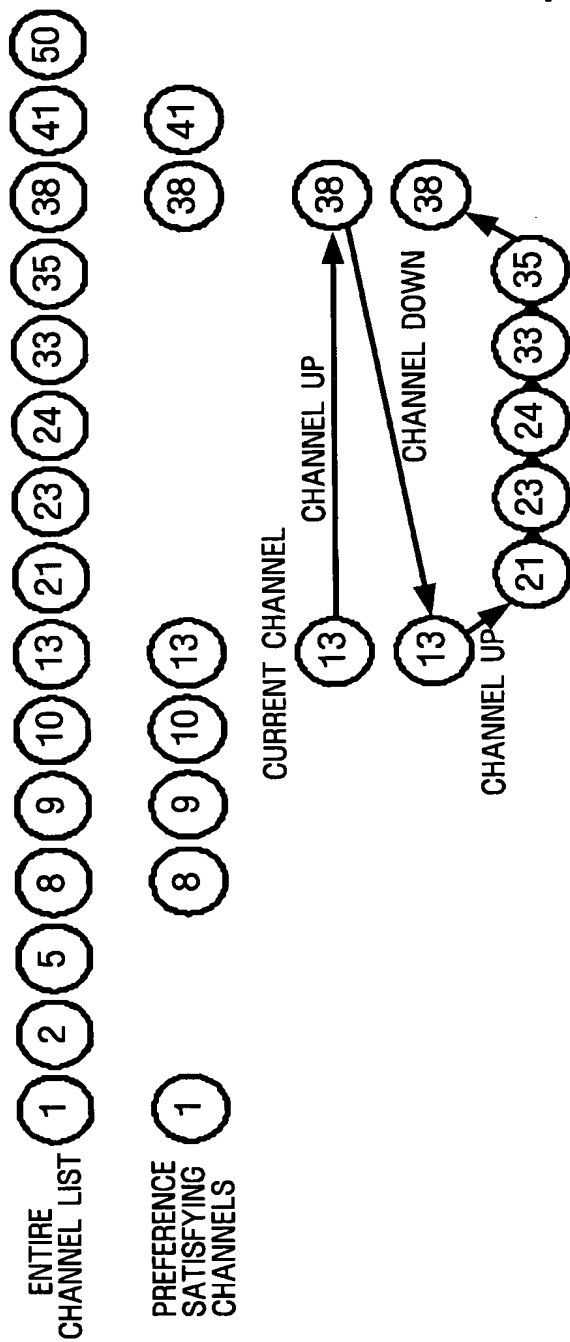 ENTIRE
CHANNEL LIST
1 2 5 8 9 10 13 21 23 24 33 35 38 41 50
PREFERENCE
SATISFYING
CHANNELS
1 8 9 10 13 38 41
CURRENT CHANNEL
13 CHANNEL UP 38
CHANNEL DOWN
13 38
CHANNEL UP
21 23 24 33 35